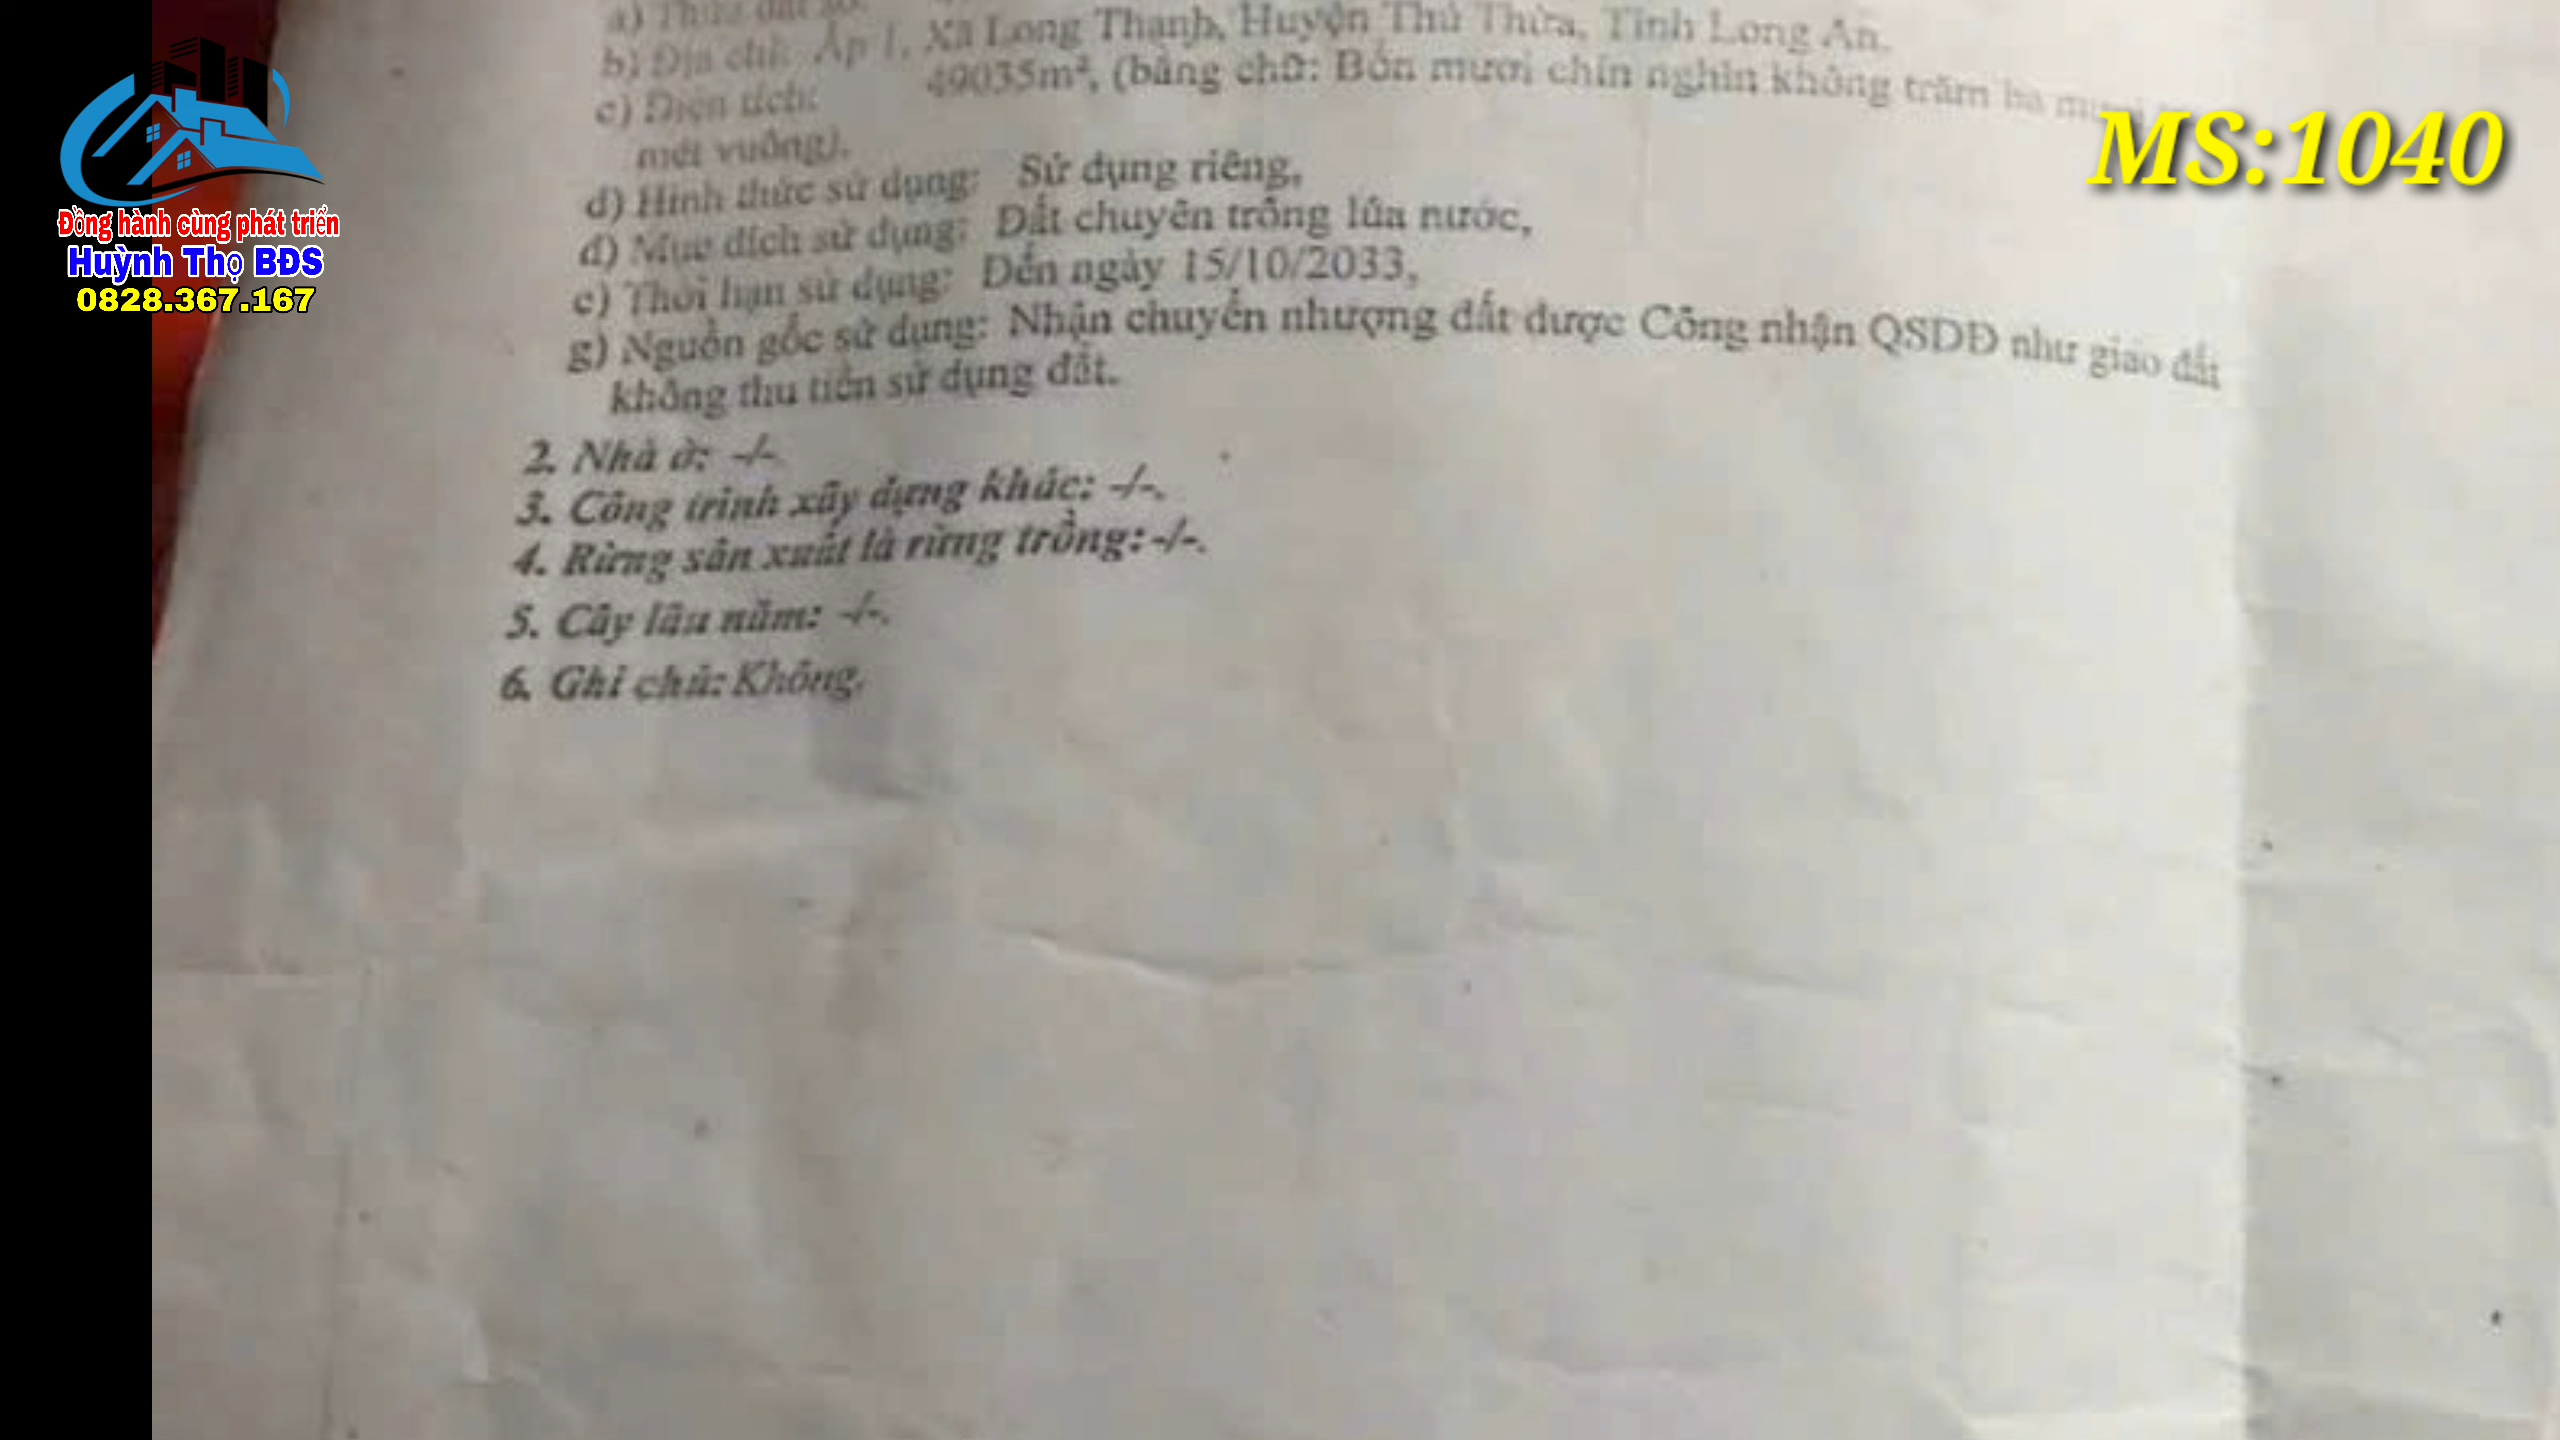 a) Thửa đất số:
b) Địa chỉ: Ấp 1, Xã Long Thạnh, Huyện Thủ Thừa, Tỉnh Long An.
c) Diện tích: 49035m², (bằng chữ: Bốn mươi chín nghìn không trăm ba mươi
mét vuông),
d) Hình thức sử dụng: Sử dụng riêng,
đ) Mục đích sử dụng: Đất chuyên trồng lúa nước,
e) Thời hạn sử dụng: Đến ngày 15/10/2033,
g) Nguồn gốc sử dụng: Nhận chuyển nhượng đất được Công nhận QSDĐ như giao đất
không thu tiền sử dụng đất.
2. Nhà ở: -/-
3. Công trình xây dựng khác: -/-.
4. Rừng sản xuất là rừng trồng: -/-.
5. Cây lâu năm: -/-.
6. Ghi chú: Không.
MS:1040
Đồng hành cùng phát triển
Huỳnh Thọ BĐS
0828.367.167